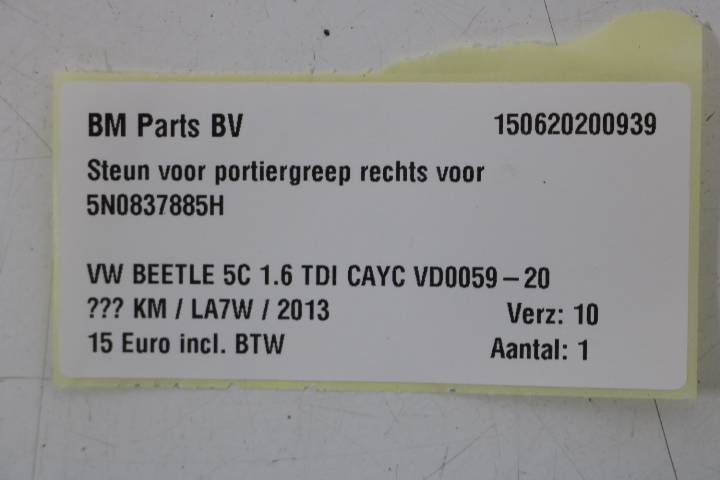 BM Parts BV 150620200939
Steun voor portiergreep rechts voor
5N0837885H
VW BEETLE 5C 1.6 TDI CAYC VD0059 – 20
??? KM / LA7W / 2013 Verz: 10
15 Euro incl. BTW Aantal: 1